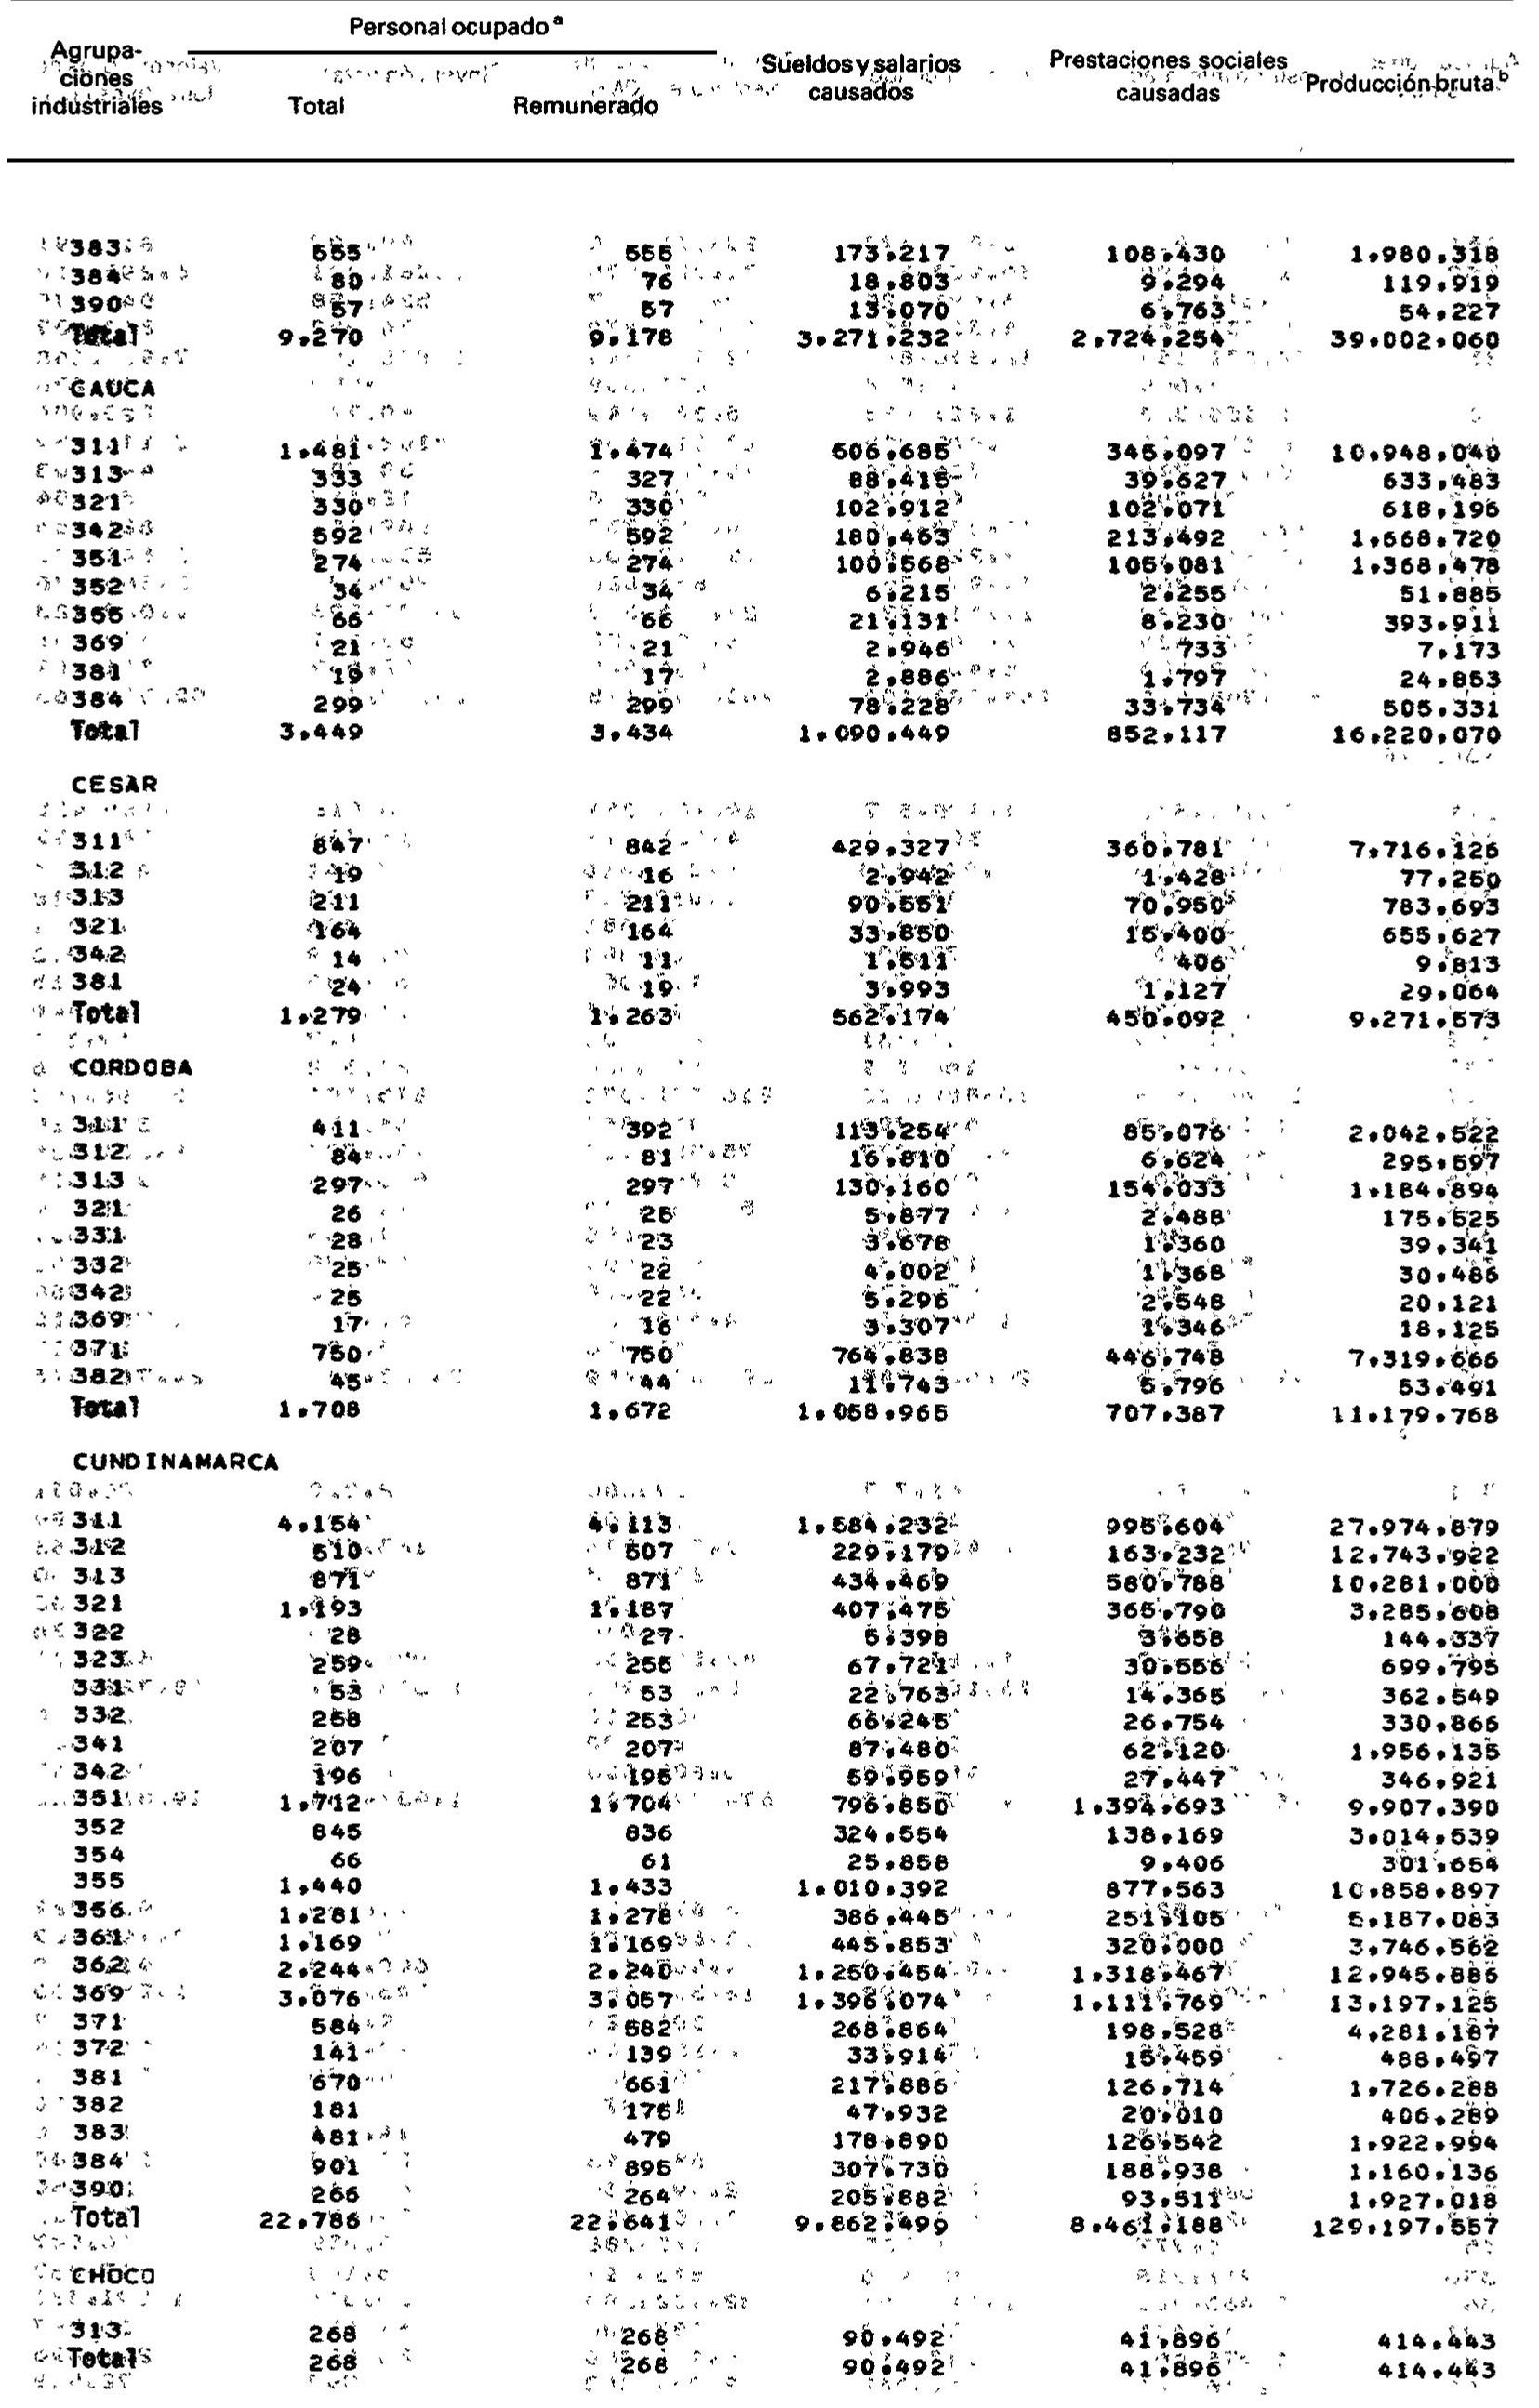 Agrupa-
ciones
industriales
Personal ocupado a
Total
Remunerado
Sueldos y salarios
causados
Prestaciones sociales
causadas
Producción bruta b
383 555 555 173.217 108.430 1.980.318
384 80 76 18.803 9.294 119.919
390 57 57 13.070 6.763 54.227
Total 9.270 9.178 3.271.232 2.724.254 39.002.060
CAUCA
311 1.481 1.474 506.685 345.097 10.948.040
313 333 327 88.415 39.627 633.483
321 330 330 102.912 102.071 618.196
342 592 592 180.463 213.492 1.668.720
351 274 274 100.568 105.081 1.368.478
352 34 34 6.215 2.255 51.885
355 66 66 21.131 8.230 393.911
369 21 21 2.946 733 7.173
381 19 17 2.886 1.797 24.853
384 299 299 78.228 33.734 505.331
Total 3.449 3.434 1.090.449 852.117 16.220.070
CESAR
311 847 842 429.327 360.781 7.716.126
312 19 16 2.942 1.428 77.250
313 211 211 90.551 70.950 783.693
321 164 164 33.850 15.400 655.627
342 14 11 1.511 406 9.813
381 24 19 3.993 1.127 29.064
Total 1.279 1.263 562.174 450.092 9.271.573
CORDOBA
311 411 392 113.254 85.076 2.042.522
312 84 81 16.810 6.624 295.597
313 297 297 130.160 154.033 1.184.894
321 26 25 5.877 2.488 175.525
331 28 23 3.678 1.360 39.341
332 25 22 4.002 1.368 30.486
342 25 22 5.296 2.548 20.121
369 17 16 3.307 1.346 18.125
371 750 750 764.838 446.748 7.319.666
382 45 44 11.743 5.796 53.491
Total 1.708 1.672 1.058.965 707.387 11.179.768
CUNDINAMARCA
311 4.154 4.113 1.584.232 995.604 27.974.879
312 510 507 229.179 163.232 12.743.922
313 871 871 434.469 580.788 10.281.000
321 1.193 1.187 407.475 365.790 3.285.608
322 28 27 5.398 3.658 144.337
323 259 255 67.721 30.556 699.795
331 53 53 22.763 14.365 362.549
332 258 253 66.245 26.754 330.865
341 207 207 87.480 62.120 1.956.135
342 196 195 59.959 27.447 346.921
351 1.712 1.704 796.850 1.394.693 9.907.390
352 845 836 324.554 138.169 3.014.539
354 66 61 25.858 9.406 301.654
355 1.440 1.433 1.010.392 877.563 10.858.897
356 1.281 1.278 386.445 251.105 5.187.083
361 1.169 1.169 445.853 320.000 3.746.562
362 2.244 2.240 1.250.454 1.318.467 12.945.886
369 3.076 3.057 1.396.074 1.111.769 13.197.125
371 584 582 268.864 198.528 4.281.187
372 141 139 33.914 15.459 488.497
381 670 661 217.886 126.714 1.726.288
382 181 175 47.932 20.010 406.289
383 481 479 178.890 126.542 1.922.994
384 901 895 307.730 188.938 1.160.136
390 266 264 205.882 93.511 1.927.018
Total 22.786 22.641 9.862.499 8.461.188 129.197.557
CHOCO
313 268 268 90.492 41.896 414.443
Total 268 268 90.492 41.896 414.443